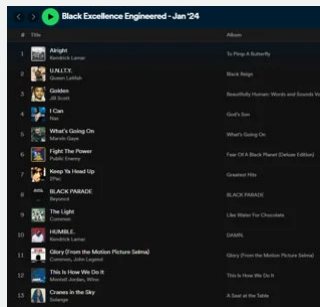 Black Excellence Engineered - Jan '24
# Title Album
1 Alright To Pimp A Butterfly
Kendrick Lamar
2 U.N.I.T.Y. Black Reign
Queen Latifah
3 Golden Beautifully Human: Words and Sounds Vo
Jill Scott
4 I Can God's Son
Nas
5 What's Going On What's Going On
Marvin Gaye
6 Fight The Power Fear Of A Black Planet (Deluxe Edition)
Public Enemy
7 Keep Ya Head Up Greatest Hits
2Pac
8 BLACK PARADE BLACK PARADE
Beyoncé
9 The Light Like Water For Chocolate
Common
10 HUMBLE. DAMN.
Kendrick Lamar
11 Glory (From the Motion Picture Selma) Glory (From the Motion Picture Selma)
Common, John Legend
12 This Is How We Do It This Is How We Do It
Montell Jordan, Wino
13 Cranes in the Sky A Seat at the Table
Solange